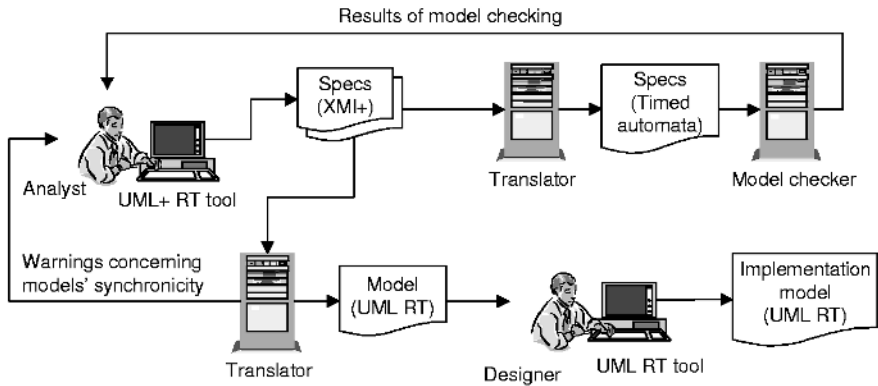 Results of model checking
Specs
(XMI+)
Specs
(Timed
automata)
Analyst
UML+ RT tool
Translator
Model checker
Warnings concerning
models' synchronicity
Model
(UML RT)
Implementation
model
(UML RT)
Translator
Designer
UML RT tool